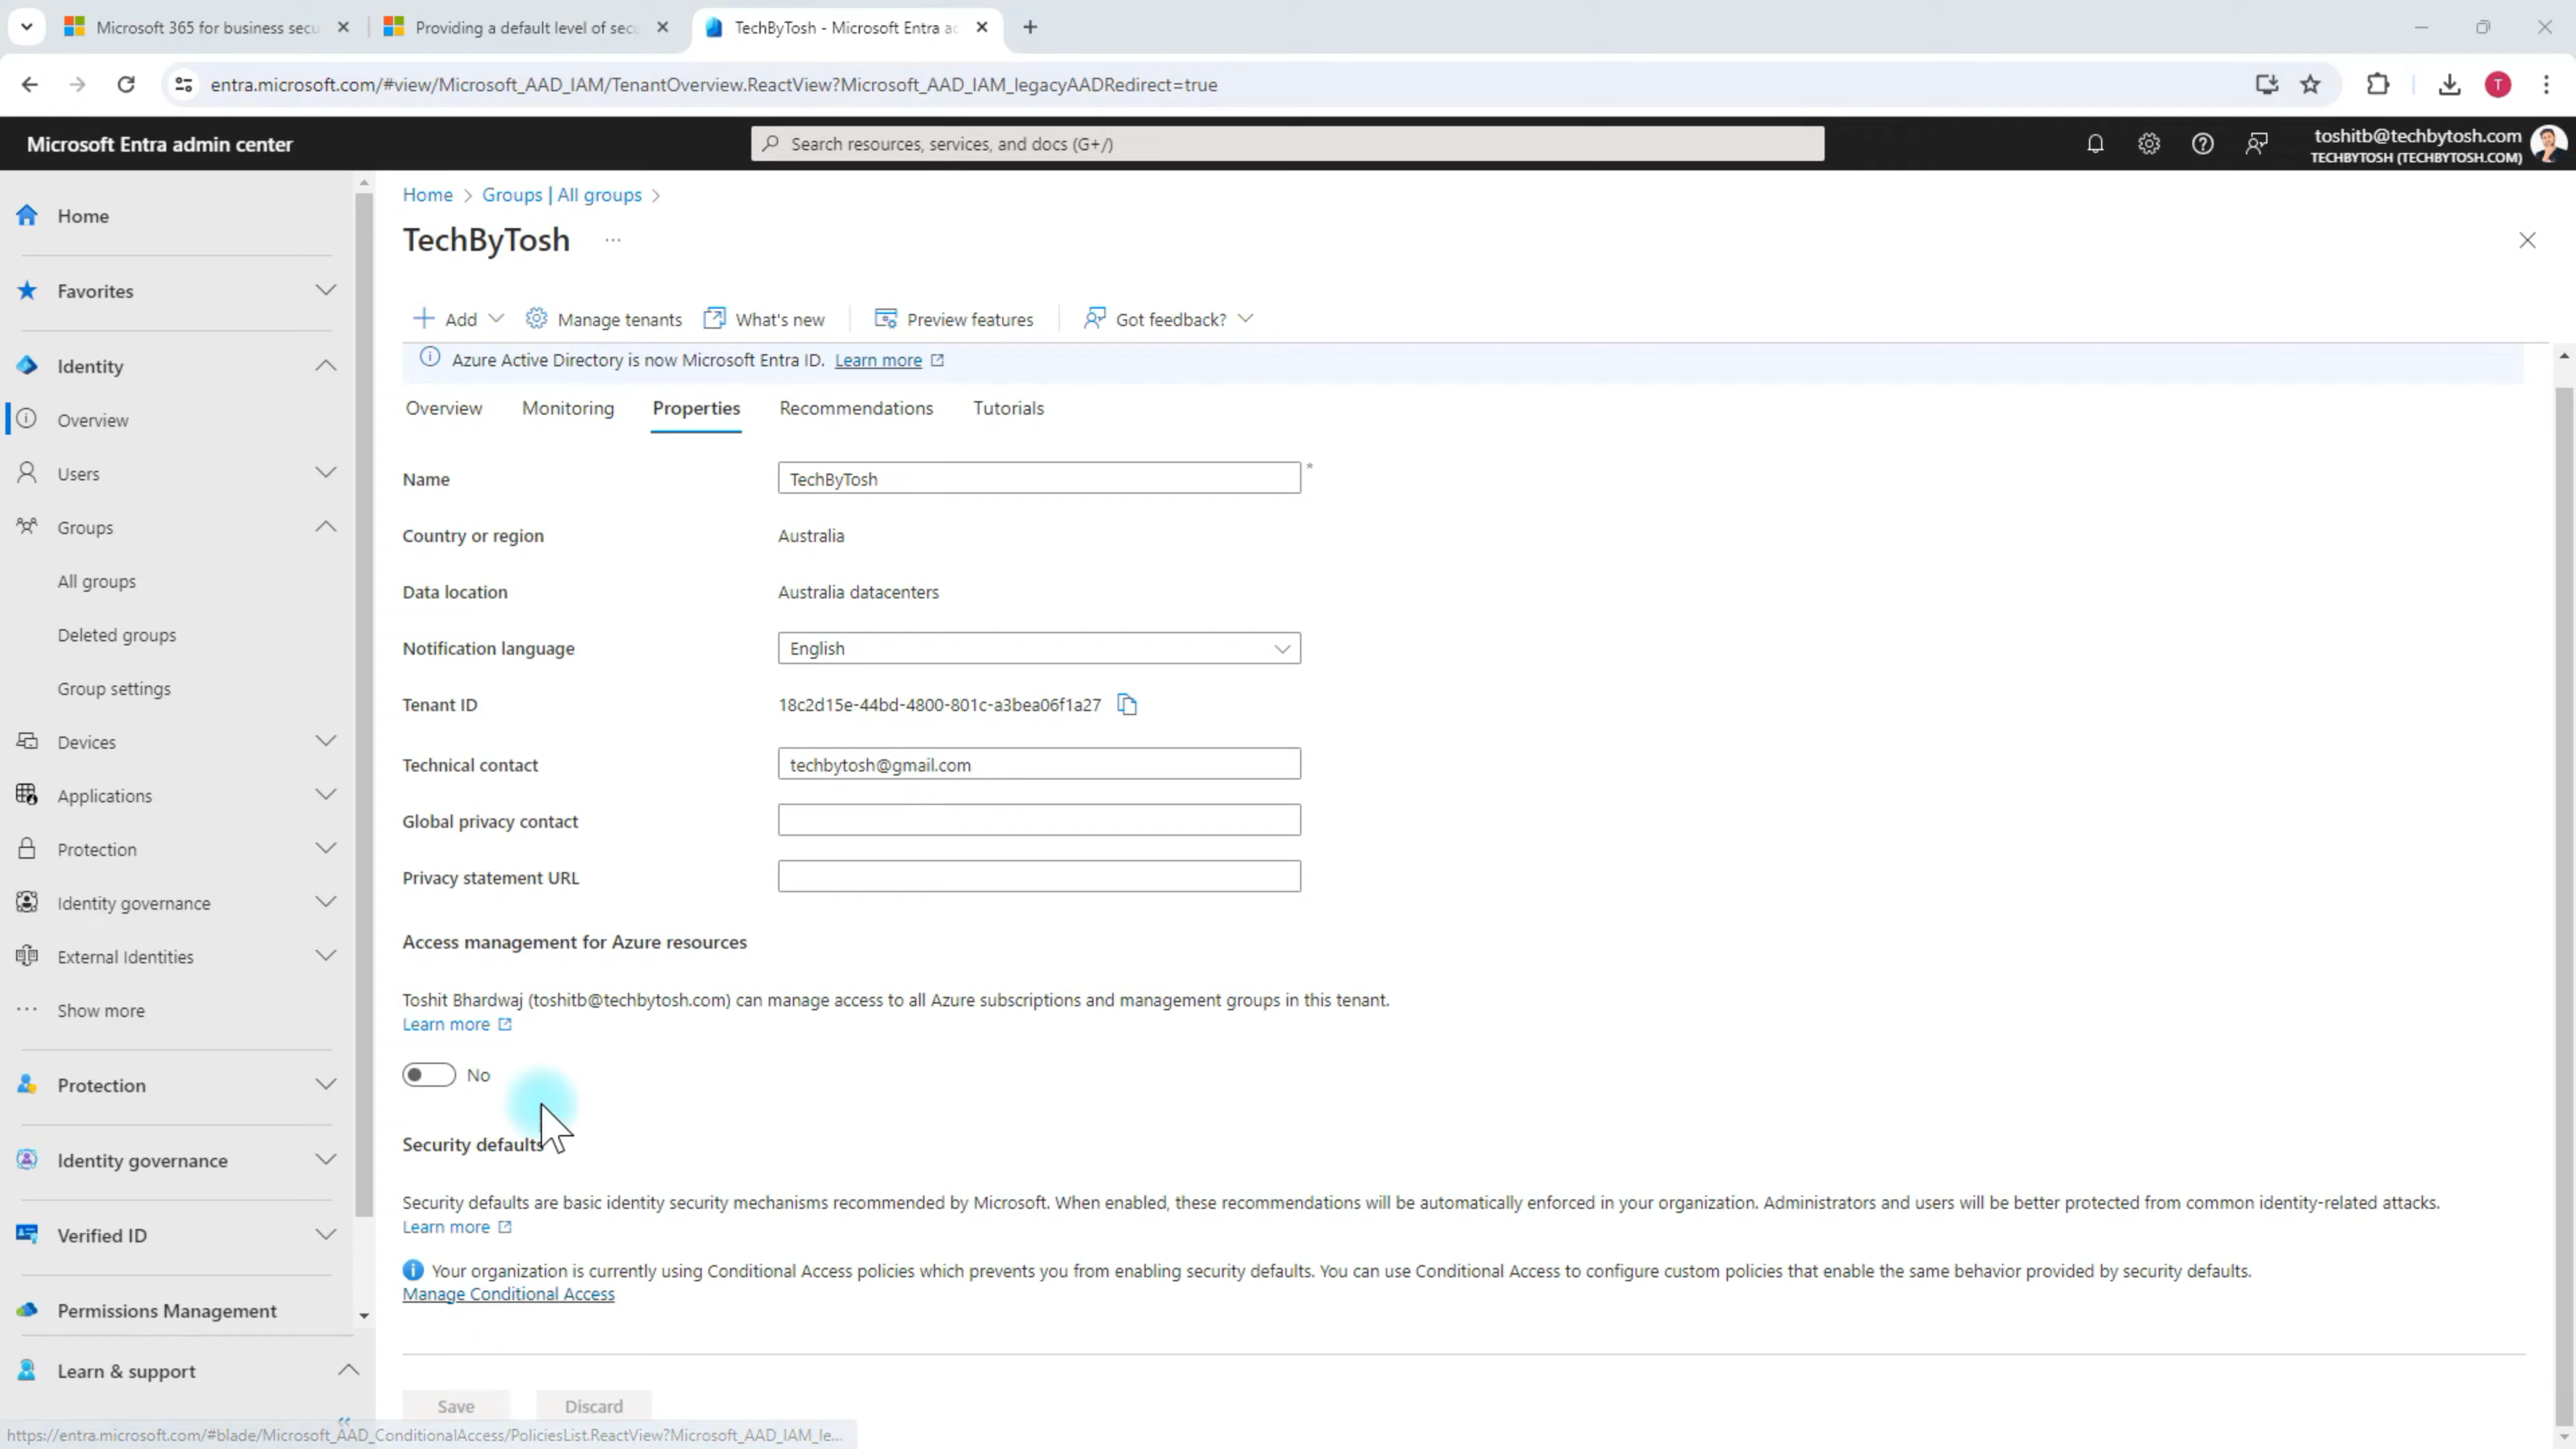 Microsoft 365 for business secu
Providing a default level of secu
TechByTosh - Microsoft Entra ac
entra.microsoft.com/#view/Microsoft_AAD_IAM/TenantOverview.ReactView?Microsoft_AAD_IAM_legacyAADRedirect=true
T
Microsoft Entra admin center
Search resources, services, and docs (G+/)
toshitb@techbytosh.com
TECHBYTOSH (TECHBYTOSH.COM)
Home
Favorites
Identity
Overview
Users
Groups
All groups
Deleted groups
Group settings
Devices
Applications
Protection
Identity governance
External Identities
Show more
Protection
Identity governance
Verified ID
Permissions Management
Learn & support
Home > Groups | All groups >
TechByTosh ...
Add
Manage tenants
What's new
Preview features
Got feedback?
Azure Active Directory is now Microsoft Entra ID. Learn more
Overview Monitoring Properties Recommendations Tutorials
Name TechByTosh *
Country or region Australia
Data location Australia datacenters
Notification language English
Tenant ID 18c2d15e-44bd-4800-801c-a3bea06f1a27
Technical contact techbytosh@gmail.com
Global privacy contact
Privacy statement URL
Access management for Azure resources
Toshit Bhardwaj (toshitb@techbytosh.com) can manage access to all Azure subscriptions and management groups in this tenant.
Learn more
No
Security defaults
Security defaults are basic identity security mechanisms recommended by Microsoft. When enabled, these recommendations will be automatically enforced in your organization. Administrators and users will be better protected from common identity-related attacks.
Learn more
Your organization is currently using Conditional Access policies which prevents you from enabling security defaults. You can use Conditional Access to configure custom policies that enable the same behavior provided by security defaults.
Manage Conditional Access
Save Discard
https://entra.microsoft.com/#blade/Microsoft_AAD_ConditionalAccess/PoliciesList.ReactView?Microsoft_AAD_IAM_le...